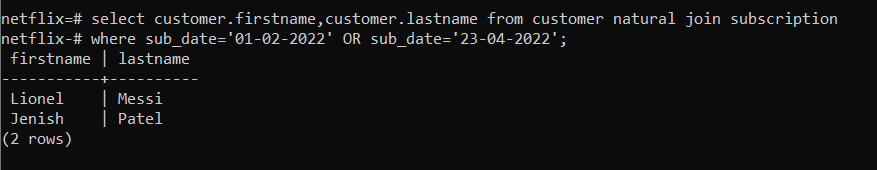 netflix=# select customer.firstname,customer.lastname from customer natural join subscription
netflix-# where sub_date='01-02-2022' OR sub_date='23-04-2022';
 firstname | lastname
-----------+----------
 Lionel    | Messi
 Jenish    | Patel
(2 rows)